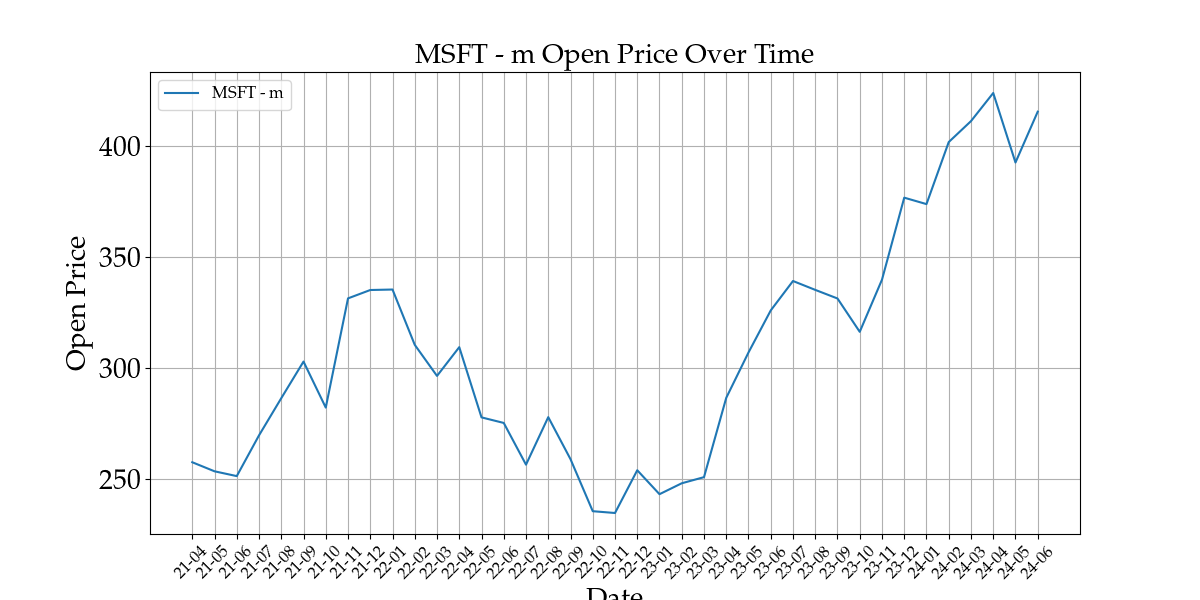 MSFT - m Open Price Over Time
MSFT - m
Open Price
400
350
300
250
21-04 21-05 21-06 21-07 21-08 21-09 21-10 21-11 21-12 22-01 22-02 22-03 22-04 22-05 22-06 22-07 22-08 22-09 22-10 22-11 22-12 23-01 23-02 23-03 23-04 23-05 23-06 23-07 23-08 23-09 23-10 23-11 23-12 24-01 24-02 24-03 24-04 24-05 24-06
Date